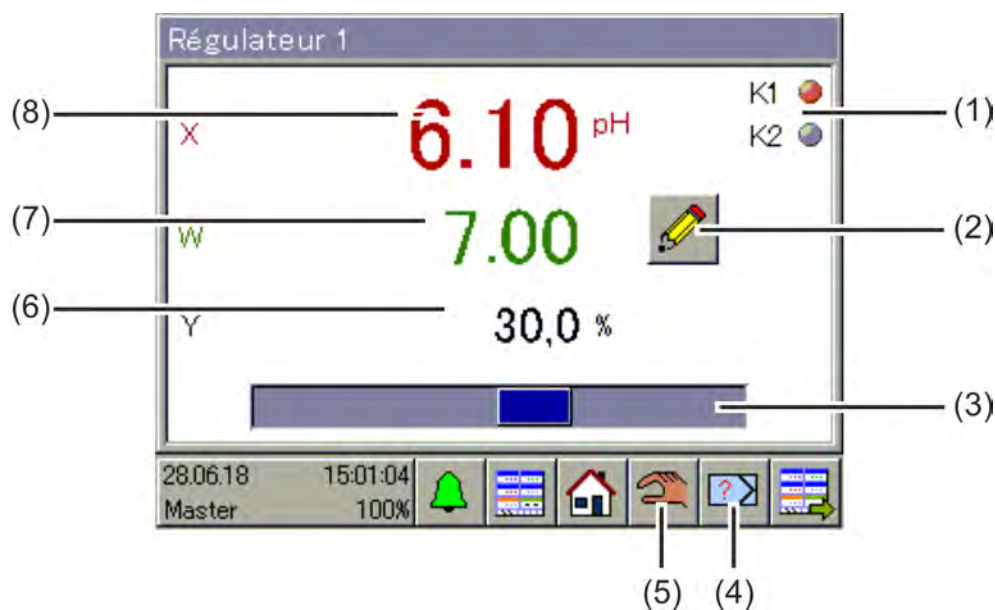 Régulateur 1
(8) X 6.10 pH K1 (1)
K2
(7) W 7.00 (2)
(6) Y 30,0 %
(3)
28.06.18 15:01:04
Master 100% ?
(5) (4)